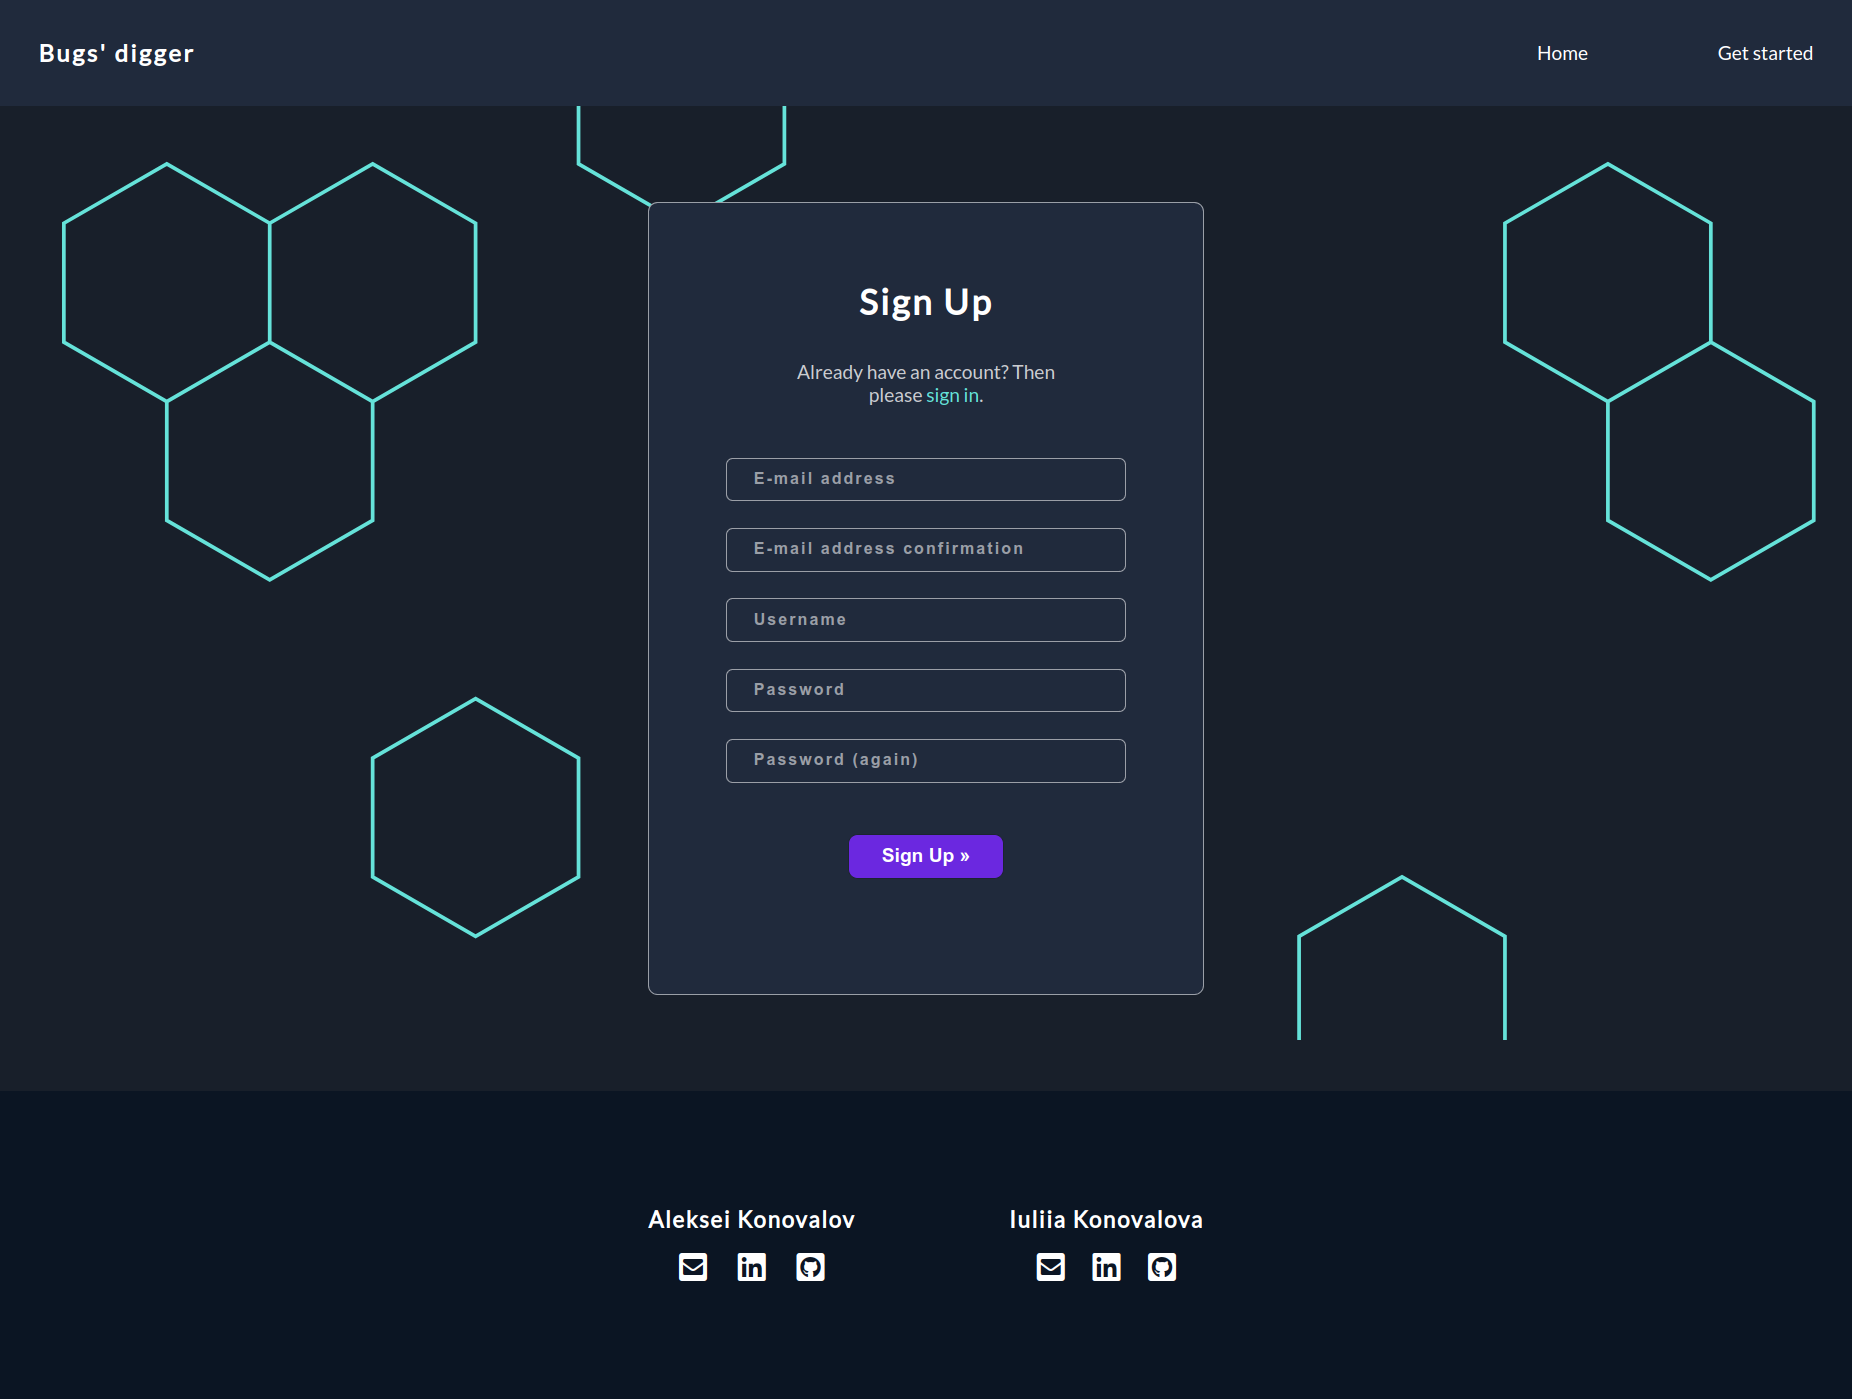 Bugs' digger
Home
Get started
Sign Up
Already have an account? Then
please sign in.
E-mail address
E-mail address confirmation
Username
Password
Password (again)
Sign Up »
Aleksei Konovalov
Iuliia Konovalova